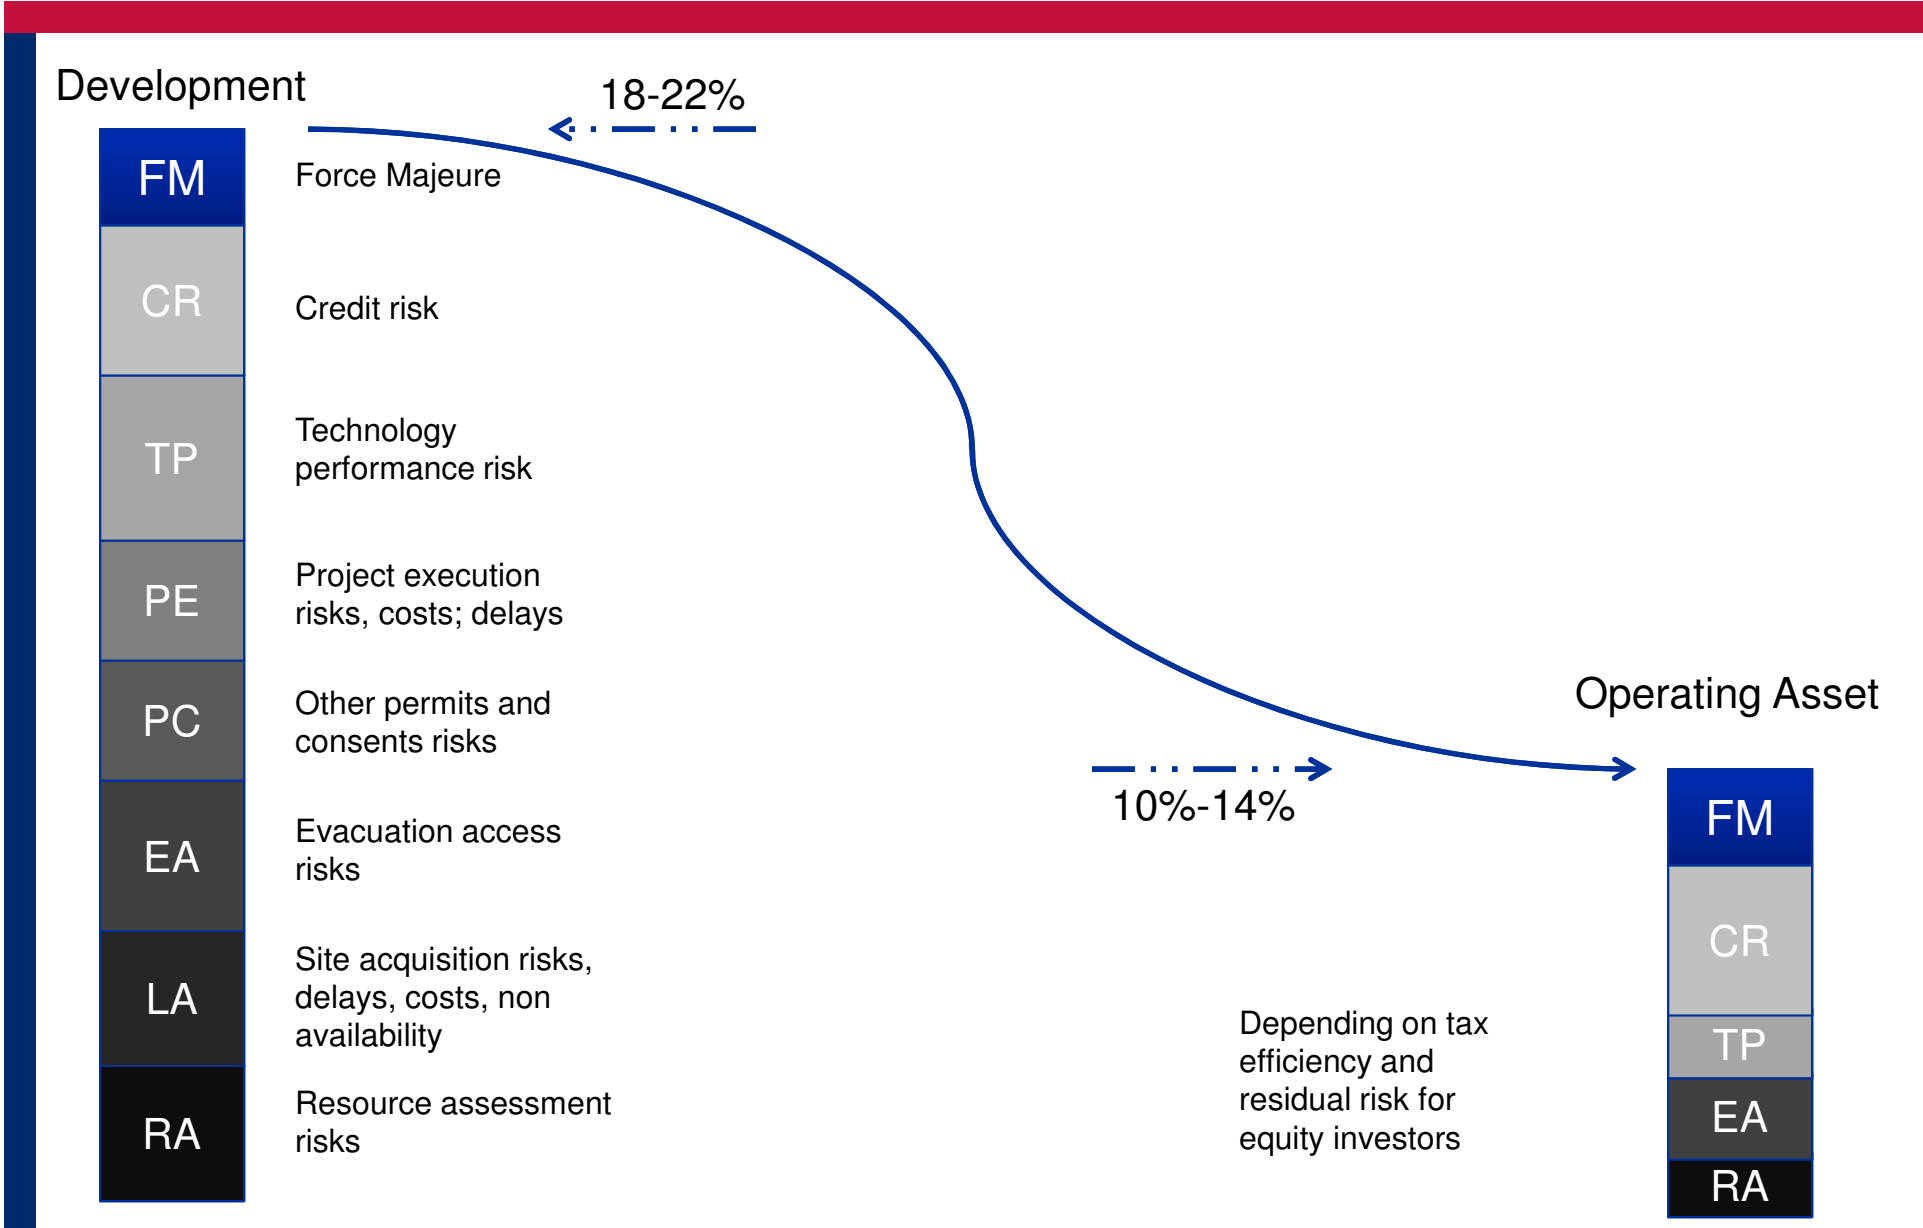 Development
18-22%
FM
Force Majeure
CR
Credit risk
TP
Technology
performance risk
PE
Project execution
risks, costs; delays
PC
Other permits and
consents risks
EA
Evacuation access
risks
LA
Site acquisition risks,
delays, costs, non
availability
RA
Resource assessment
risks
10%-14%
Depending on tax
efficiency and
residual risk for
equity investors
Operating Asset
FM
CR
TP
EA
RA